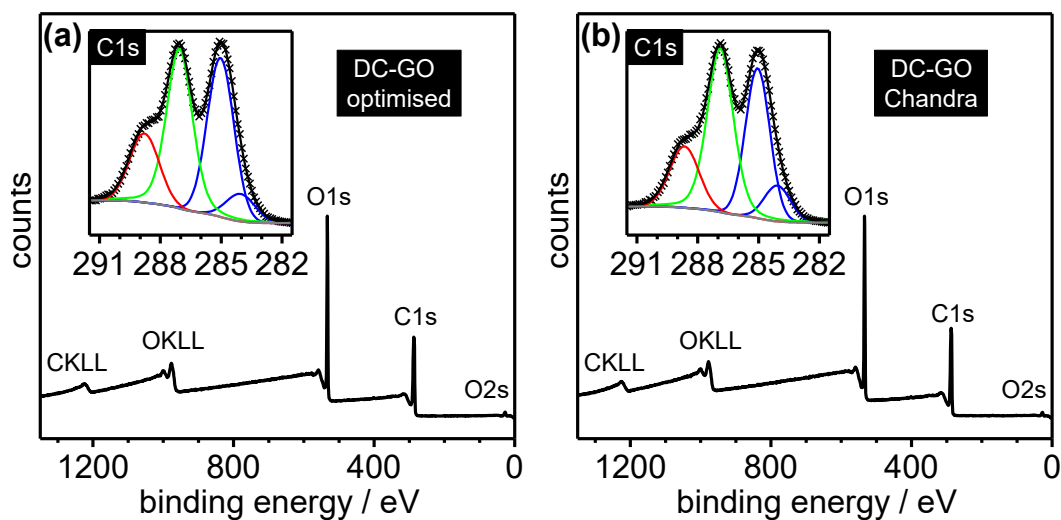 (a)
C1s
DC-GO
optimised
counts
291 288 285 282
O1s
C1s
OKLL
CKLL
O2s
1200 800 400 0
binding energy / eV
(b)
C1s
DC-GO
Chandra
counts
291 288 285 282
O1s
C1s
OKLL
CKLL
O2s
1200 800 400 0
binding energy / eV